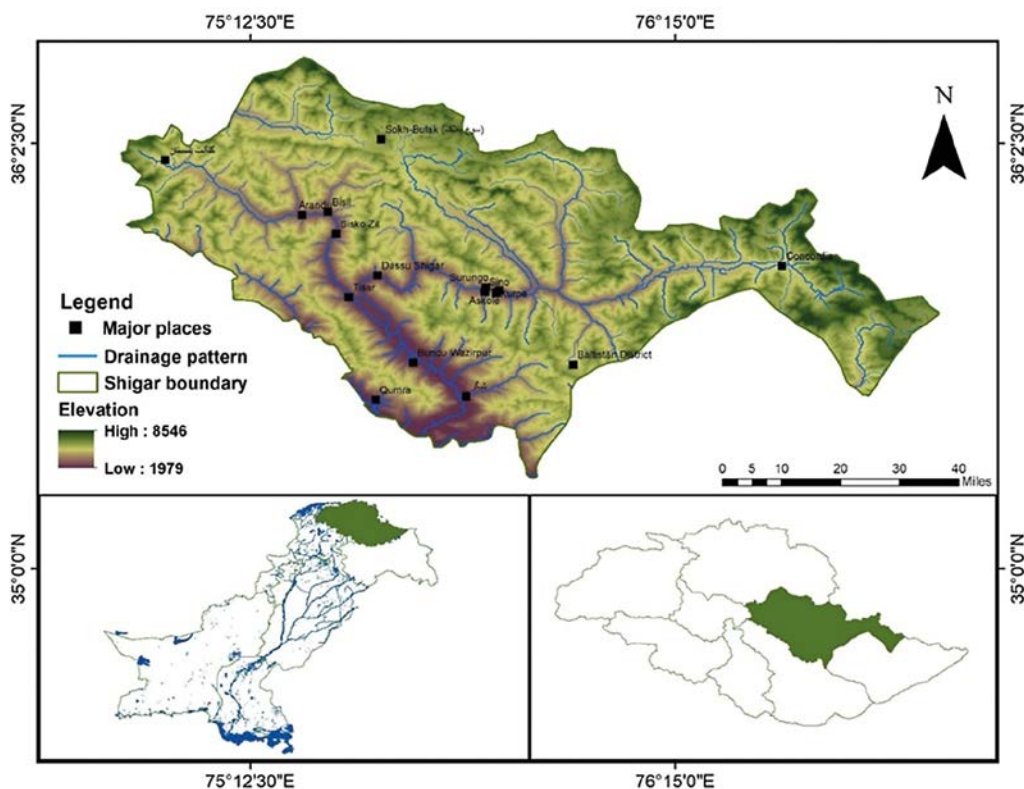 75°12'30"E
76°15'0"E
36°2'30"N
36°2'30"N
N
Sokh-Bulak
Arandu
Bisil
Sisko Zil
Dassu Shigar
Tisar
Surungo
Askole
Concordia
Bundu Wazirpur
Baltistan District
Qumra
شگر
Legend
Major places
Drainage pattern
Shigar boundary
Elevation
High : 8546
Low : 1979
0 5 10 20 30 40
Miles
35°0'0"N
35°0'0"N
75°12'30"E
76°15'0"E